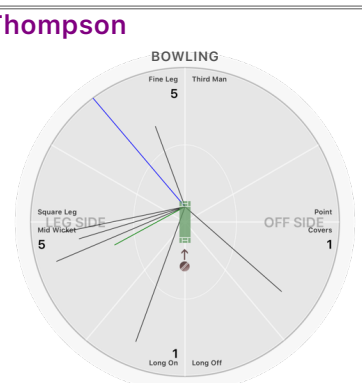 Thompson
BOWLING
Fine Leg
Third Man
5
Square Leg
Point
LEG SIDE
OFF SIDE
Mid Wicket
Covers
5
1
1
Long On
Long Off